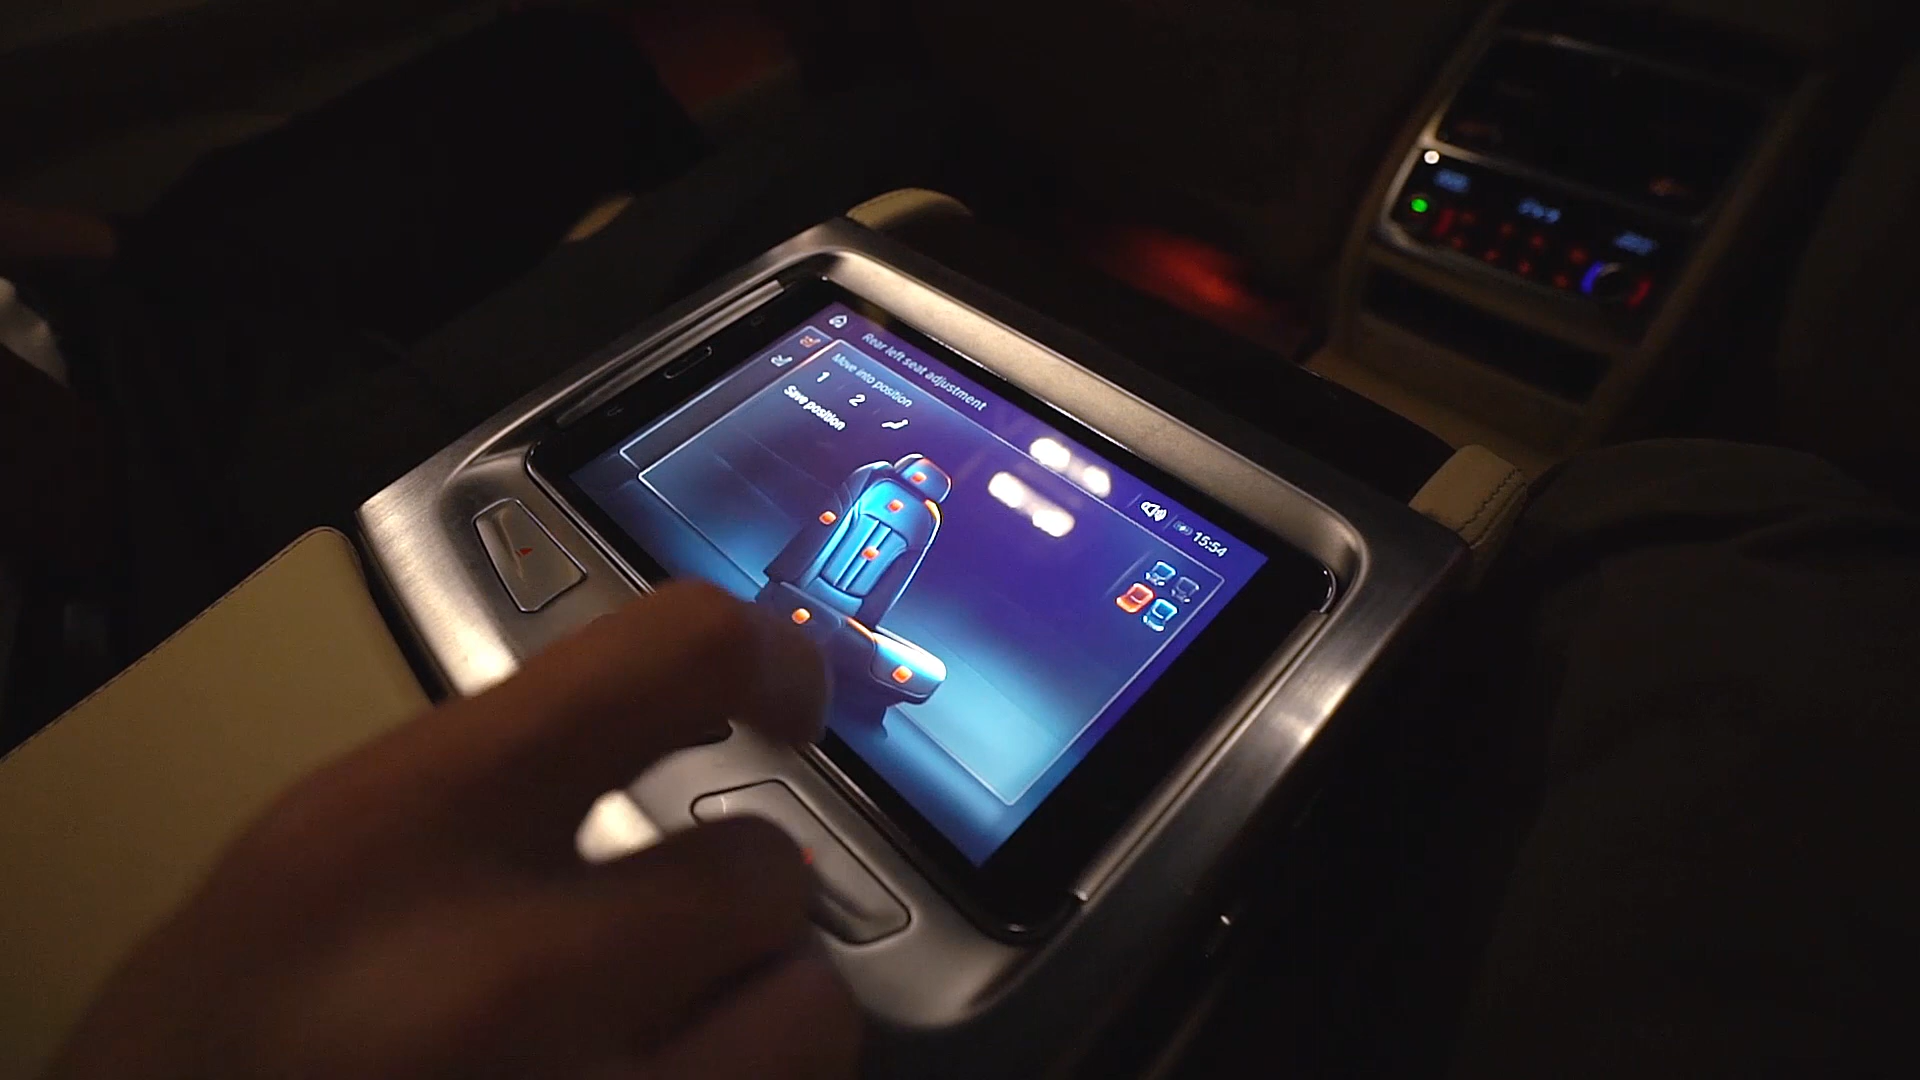 Rear left seat adjustment
Move into position
1 2
Save position
15:54